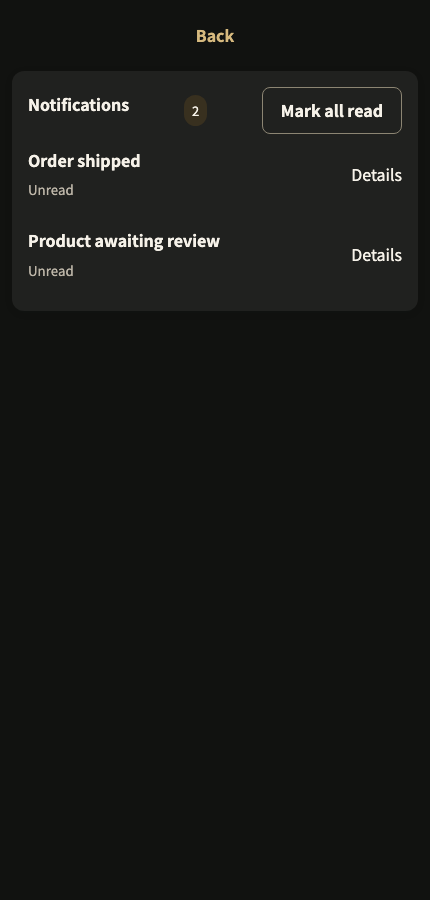 Back
Notifications
2
Mark all read
Order shipped
Unread
Details
Product awaiting review
Unread
Details